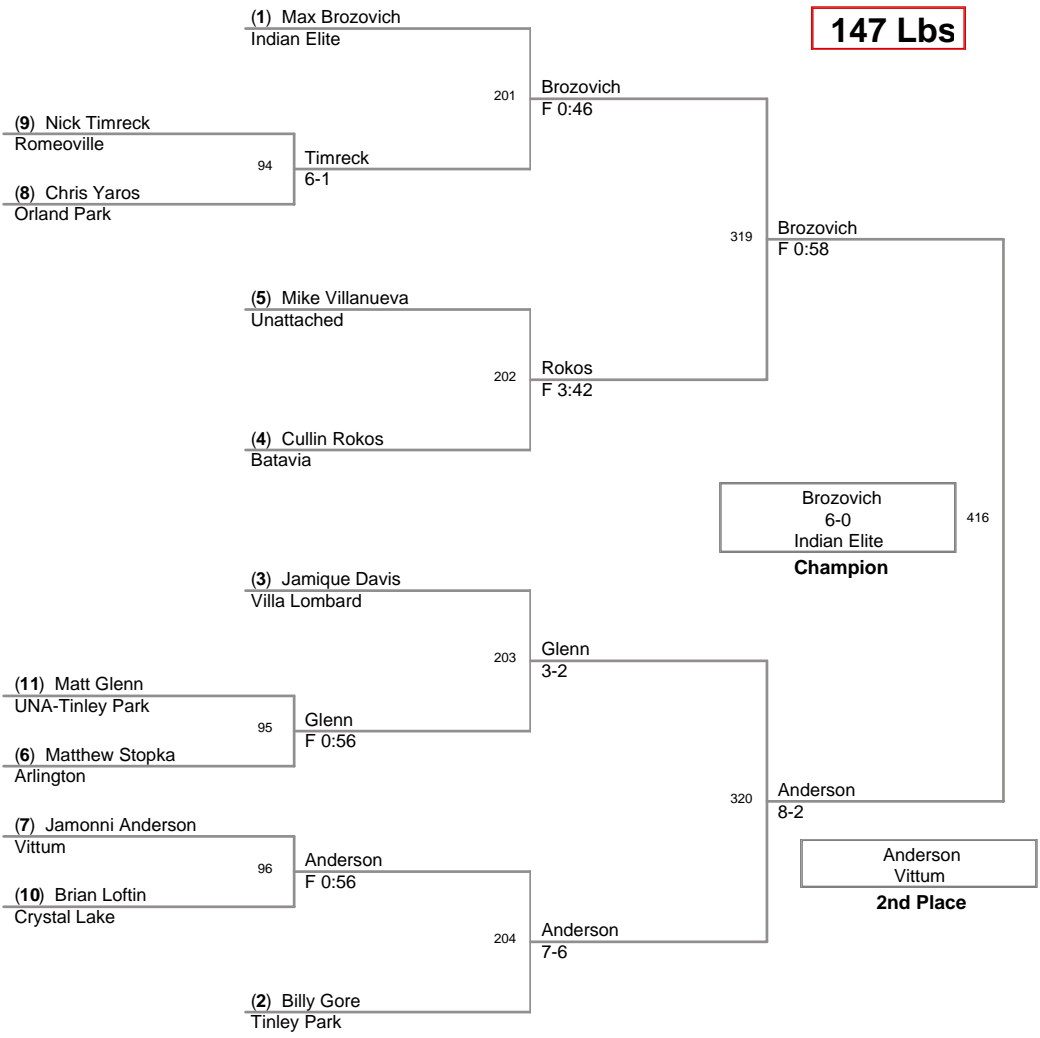 (1) Max Brozovich
Indian Elite
147 Lbs
201
Brozovich
F 0:46
(9) Nick Timreck
Romeoville
94
Timreck
6-1
(8) Chris Yaros
Orland Park
319
Brozovich
F 0:58
(5) Mike Villanueva
Unattached
202
Rokos
F 3:42
(4) Cullin Rokos
Batavia
Brozovich
6-0
Indian Elite
416
Champion
(3) Jamique Davis
Villa Lombard
203
Glenn
3-2
(11) Matt Glenn
UNA-Tinley Park
95
Glenn
F 0:56
(6) Matthew Stopka
Arlington
320
Anderson
8-2
(7) Jamonni Anderson
Vittum
96
Anderson
F 0:56
(10) Brian Loftin
Crystal Lake
Anderson
Vittum
2nd Place
204
Anderson
7-6
(2) Billy Gore
Tinley Park